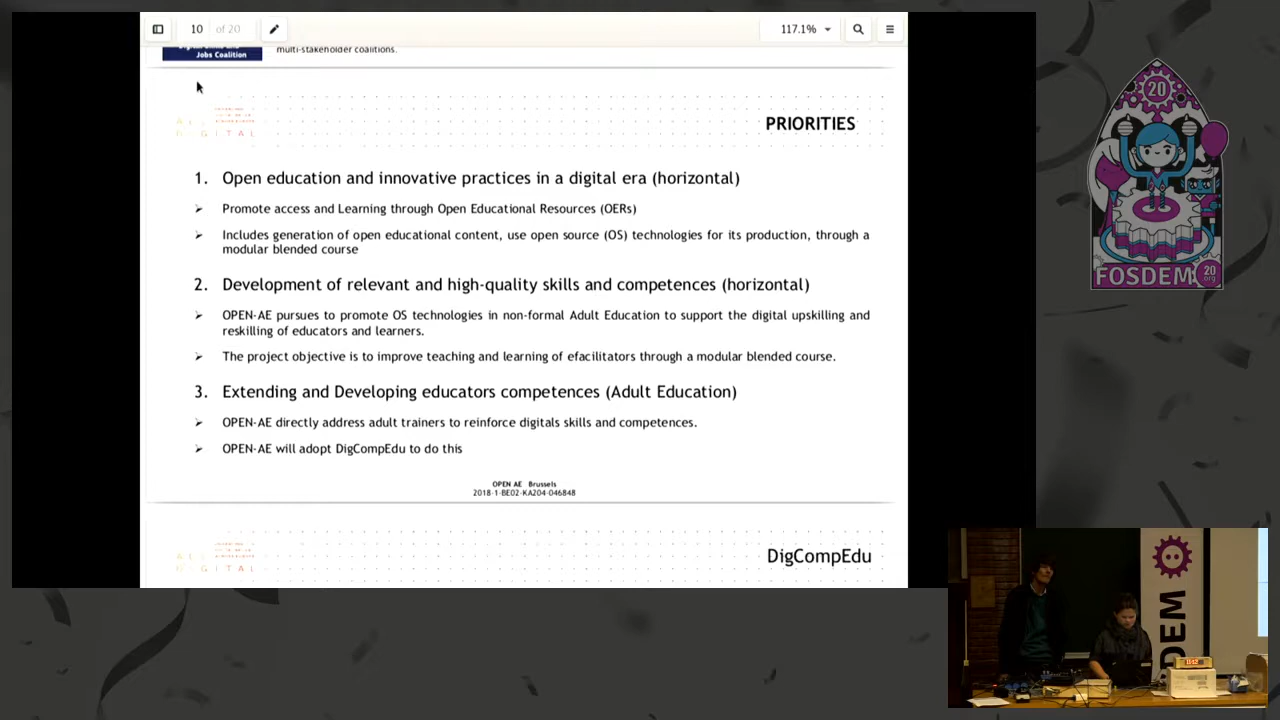 10 of 20
117.1%
Jobs Coalition
multi-stakeholder coalitions.
PRIORITIES
1. Open education and innovative practices in a digital era (horizontal)
Promote access and Learning through Open Educational Resources (OERs)
Includes generation of open educational content, use open source (OS) technologies for its production, through a
modular blended course
2. Development of relevant and high-quality skills and competences (horizontal)
OPEN-AE pursues to promote OS technologies in non-formal Adult Education to support the digital upskilling and
reskilling of educators and learners.
The project objective is to improve teaching and learning of efacilitators through a modular blended course.
3. Extending and Developing educators competences (Adult Education)
OPEN-AE directly address adult trainers to reinforce digitals skills and competences.
OPEN-AE will adopt DigCompEdu to do this
OPEN AE Brussels
2018-1-BE02-KA204-046848
DigCompEdu
20
FOSDEM
20
.org
DEM